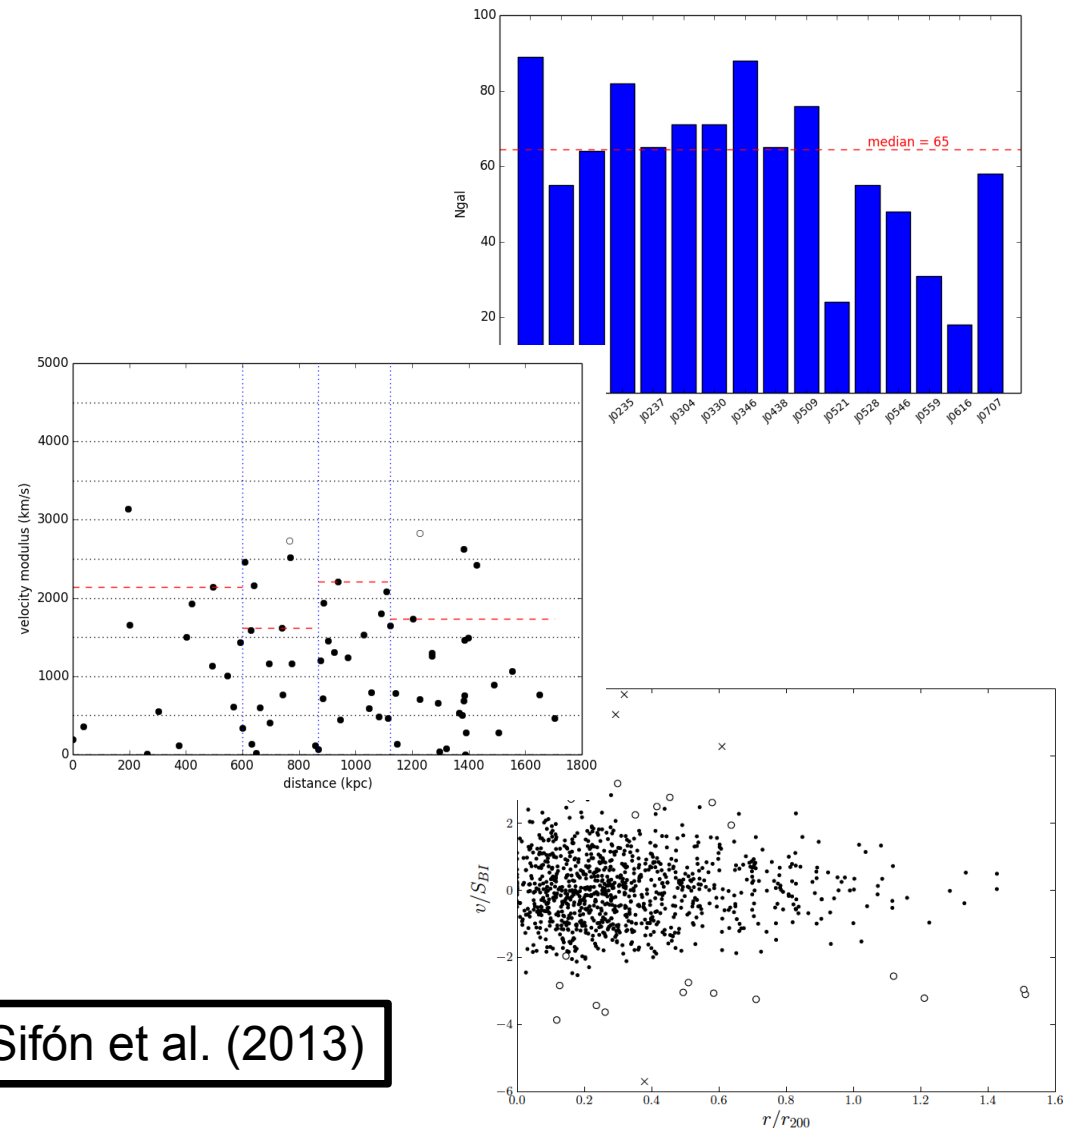 100
80
60
40
20
Ngal
median = 65
J0235 J0237 J0304 J0330 J0346 J0438 J0509 J0521 J0528 J0546 J0559 J0616 J0707
5000
4000
3000
2000
1000
0
velocity modulus (km/s)
0 200 400 600 800 1000 1200 1400 1600 1800
distance (kpc)
2
0
−2
−4
−6
v/S_BI
0.0 0.2 0.4 0.6 0.8 1.0 1.2 1.4 1.6
r/r_200
Sifón et al. (2013)